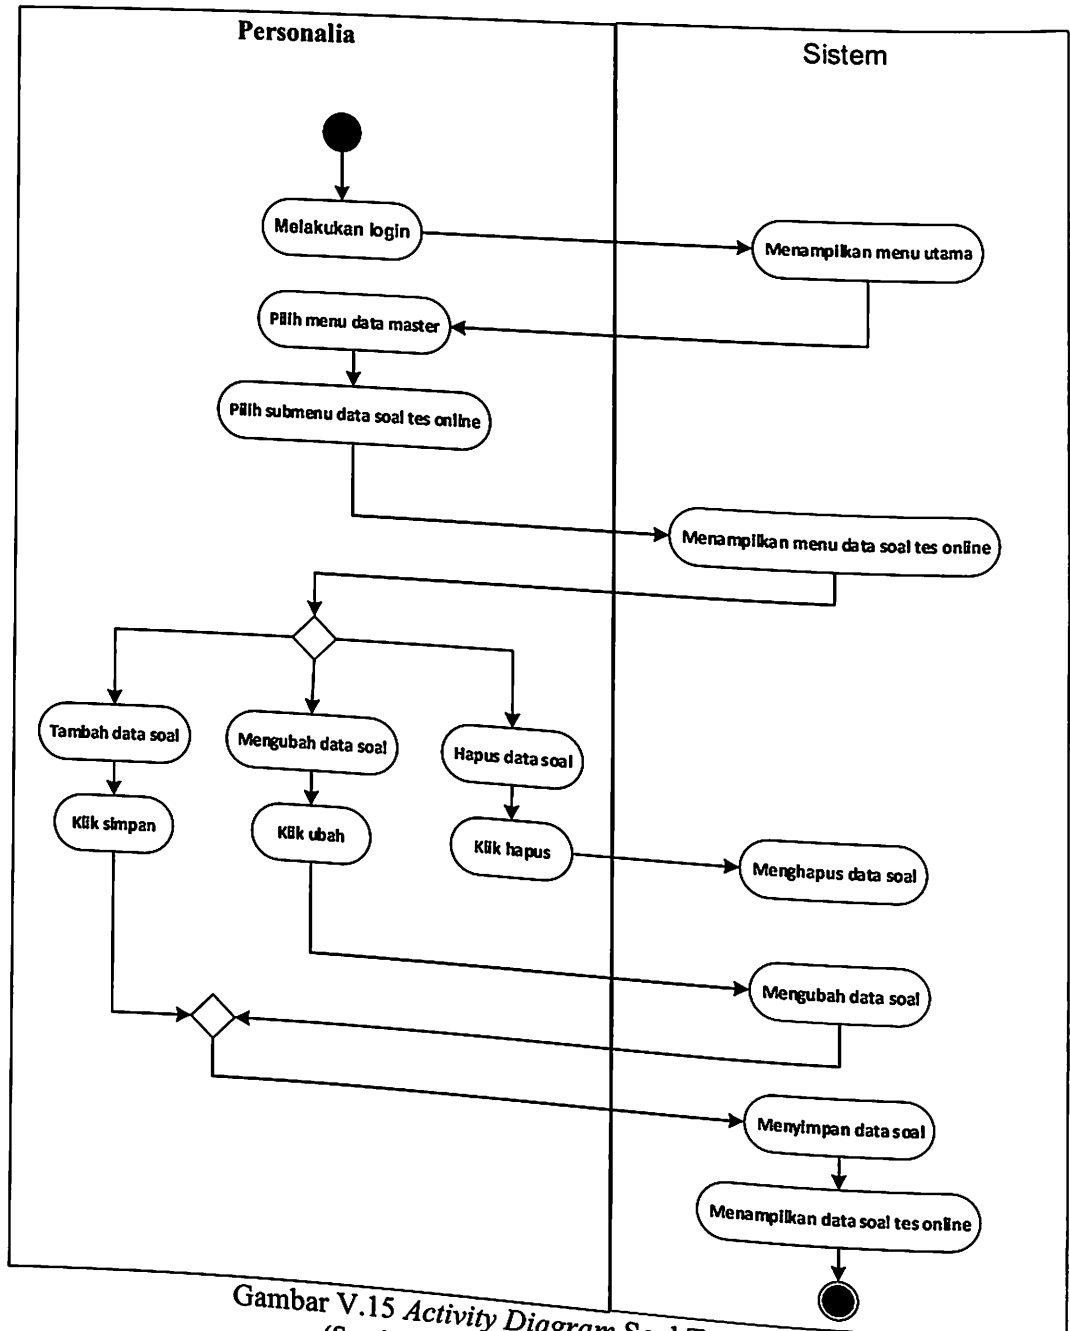 Personalia
Sistem
Melakukan login
Menampilkan menu utama
Pilih menu data master
Pilih submenu data soal tes online
Menampilkan menu data soal tes online
Tambah data soal
Mengubah data soal
Hapus data soal
Klik simpan
Klik ubah
Klik hapus
Menghapus data soal
Mengubah data soal
Menyimpan data soal
Menampilkan data soal tes online
Gambar V.15 Activity Diagram Soal